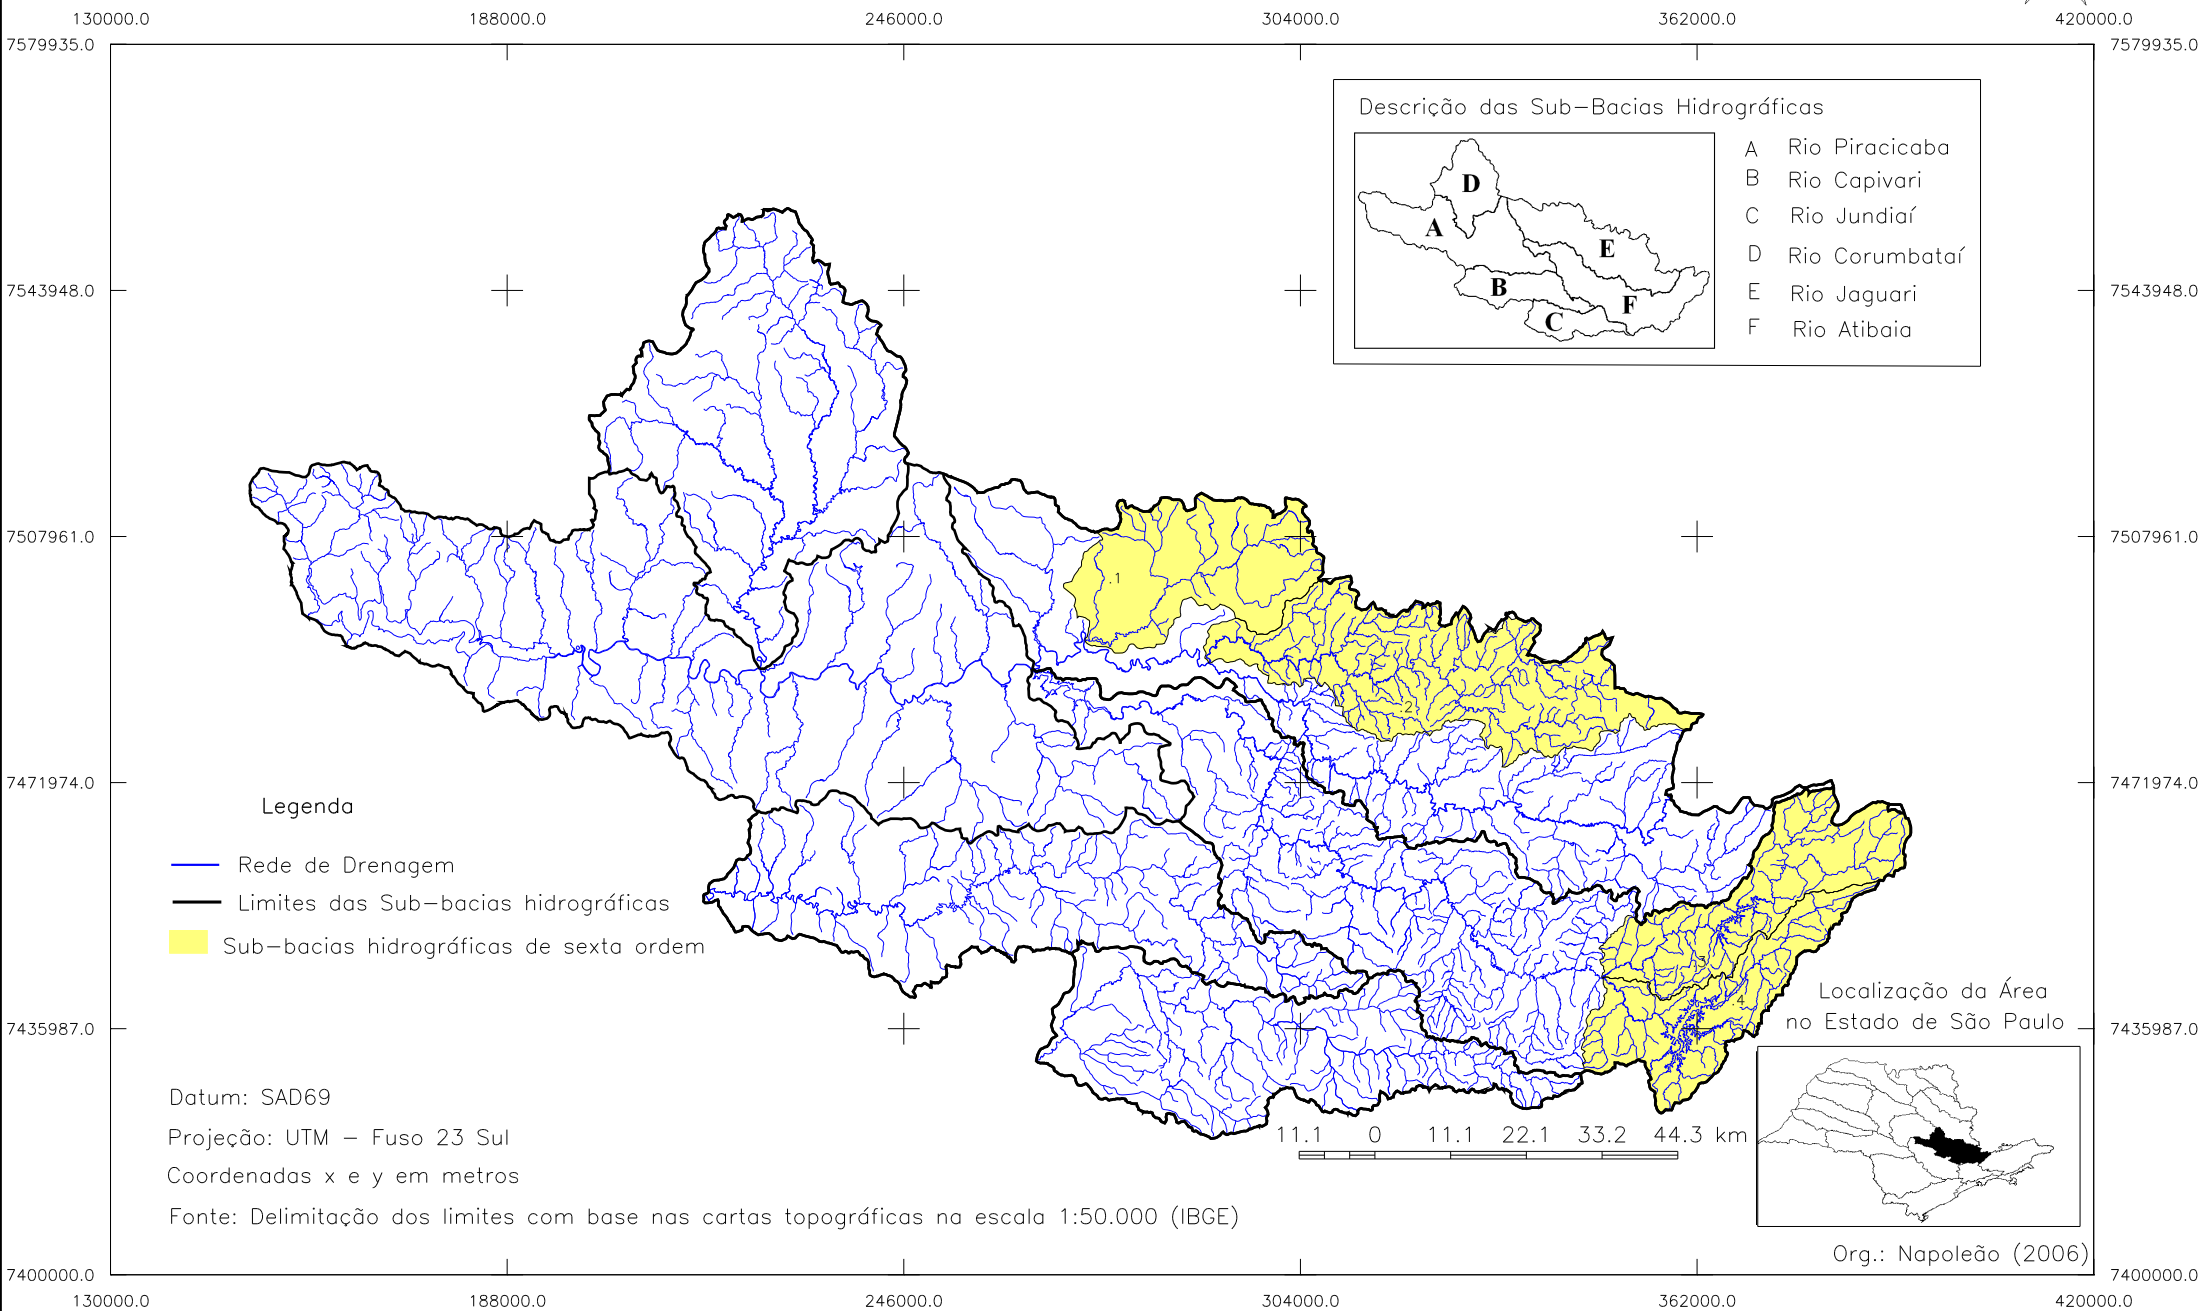 130000.0 188000.0 246000.0 304000.0 362000.0 420000.0
7579935.0 7579935.0
Descrição das Sub-Bacias Hidrográficas
A Rio Piracicaba
B Rio Capivari
C Rio Jundiaí
D Rio Corumbataí
E Rio Jaguari
F Rio Atibaia
D
A
E
B
F
C
7543948.0 7543948.0
7507961.0 7507961.0
.1
.2
7471974.0 7471974.0
Legenda
Rede de Drenagem
Limites das Sub-bacias hidrográficas
Sub-bacias hidrográficas de sexta ordem
.4
Localização da Área
no Estado de São Paulo
7435987.0 7435987.0
Datum: SAD69
Projeção: UTM - Fuso 23 Sul
Coordenadas x e y em metros
Fonte: Delimitação dos limites com base nas cartas topográficas na escala 1:50.000 (IBGE)
11.1 0 11.1 22.1 33.2 44.3 km
Org.: Napoleão (2006)
7400000.0 7400000.0
130000.0 188000.0 246000.0 304000.0 362000.0 420000.0